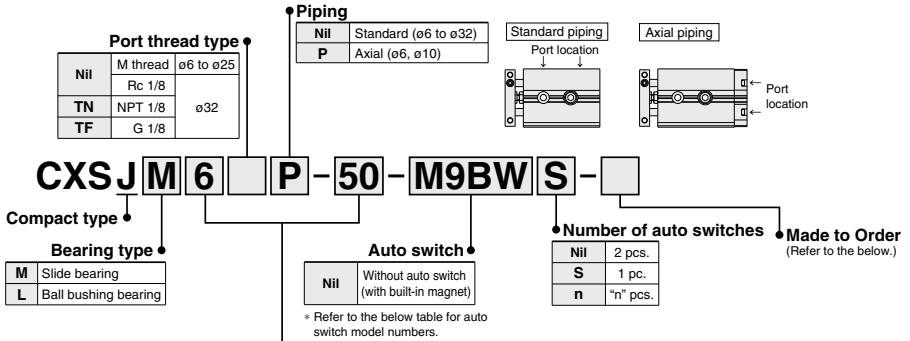 Piping
Nil Standard (ø6 to ø32)
P Axial (ø6, ø10)
Standard piping
Port location
Axial piping
Port
location
Port thread type
Nil M thread ø6 to ø25
Rc 1/8 ø32
TN NPT 1/8
TF G 1/8
CXSJ M 6 P - 50 - M9BW S -
Compact type
Bearing type
M Slide bearing
L Ball bushing bearing
Auto switch
Nil Without auto switch
(with built-in magnet)
* Refer to the below table for auto
switch model numbers.
Number of auto switches
Nil 2 pcs.
S 1 pc.
n "n" pcs.
Made to Order
(Refer to the below.)